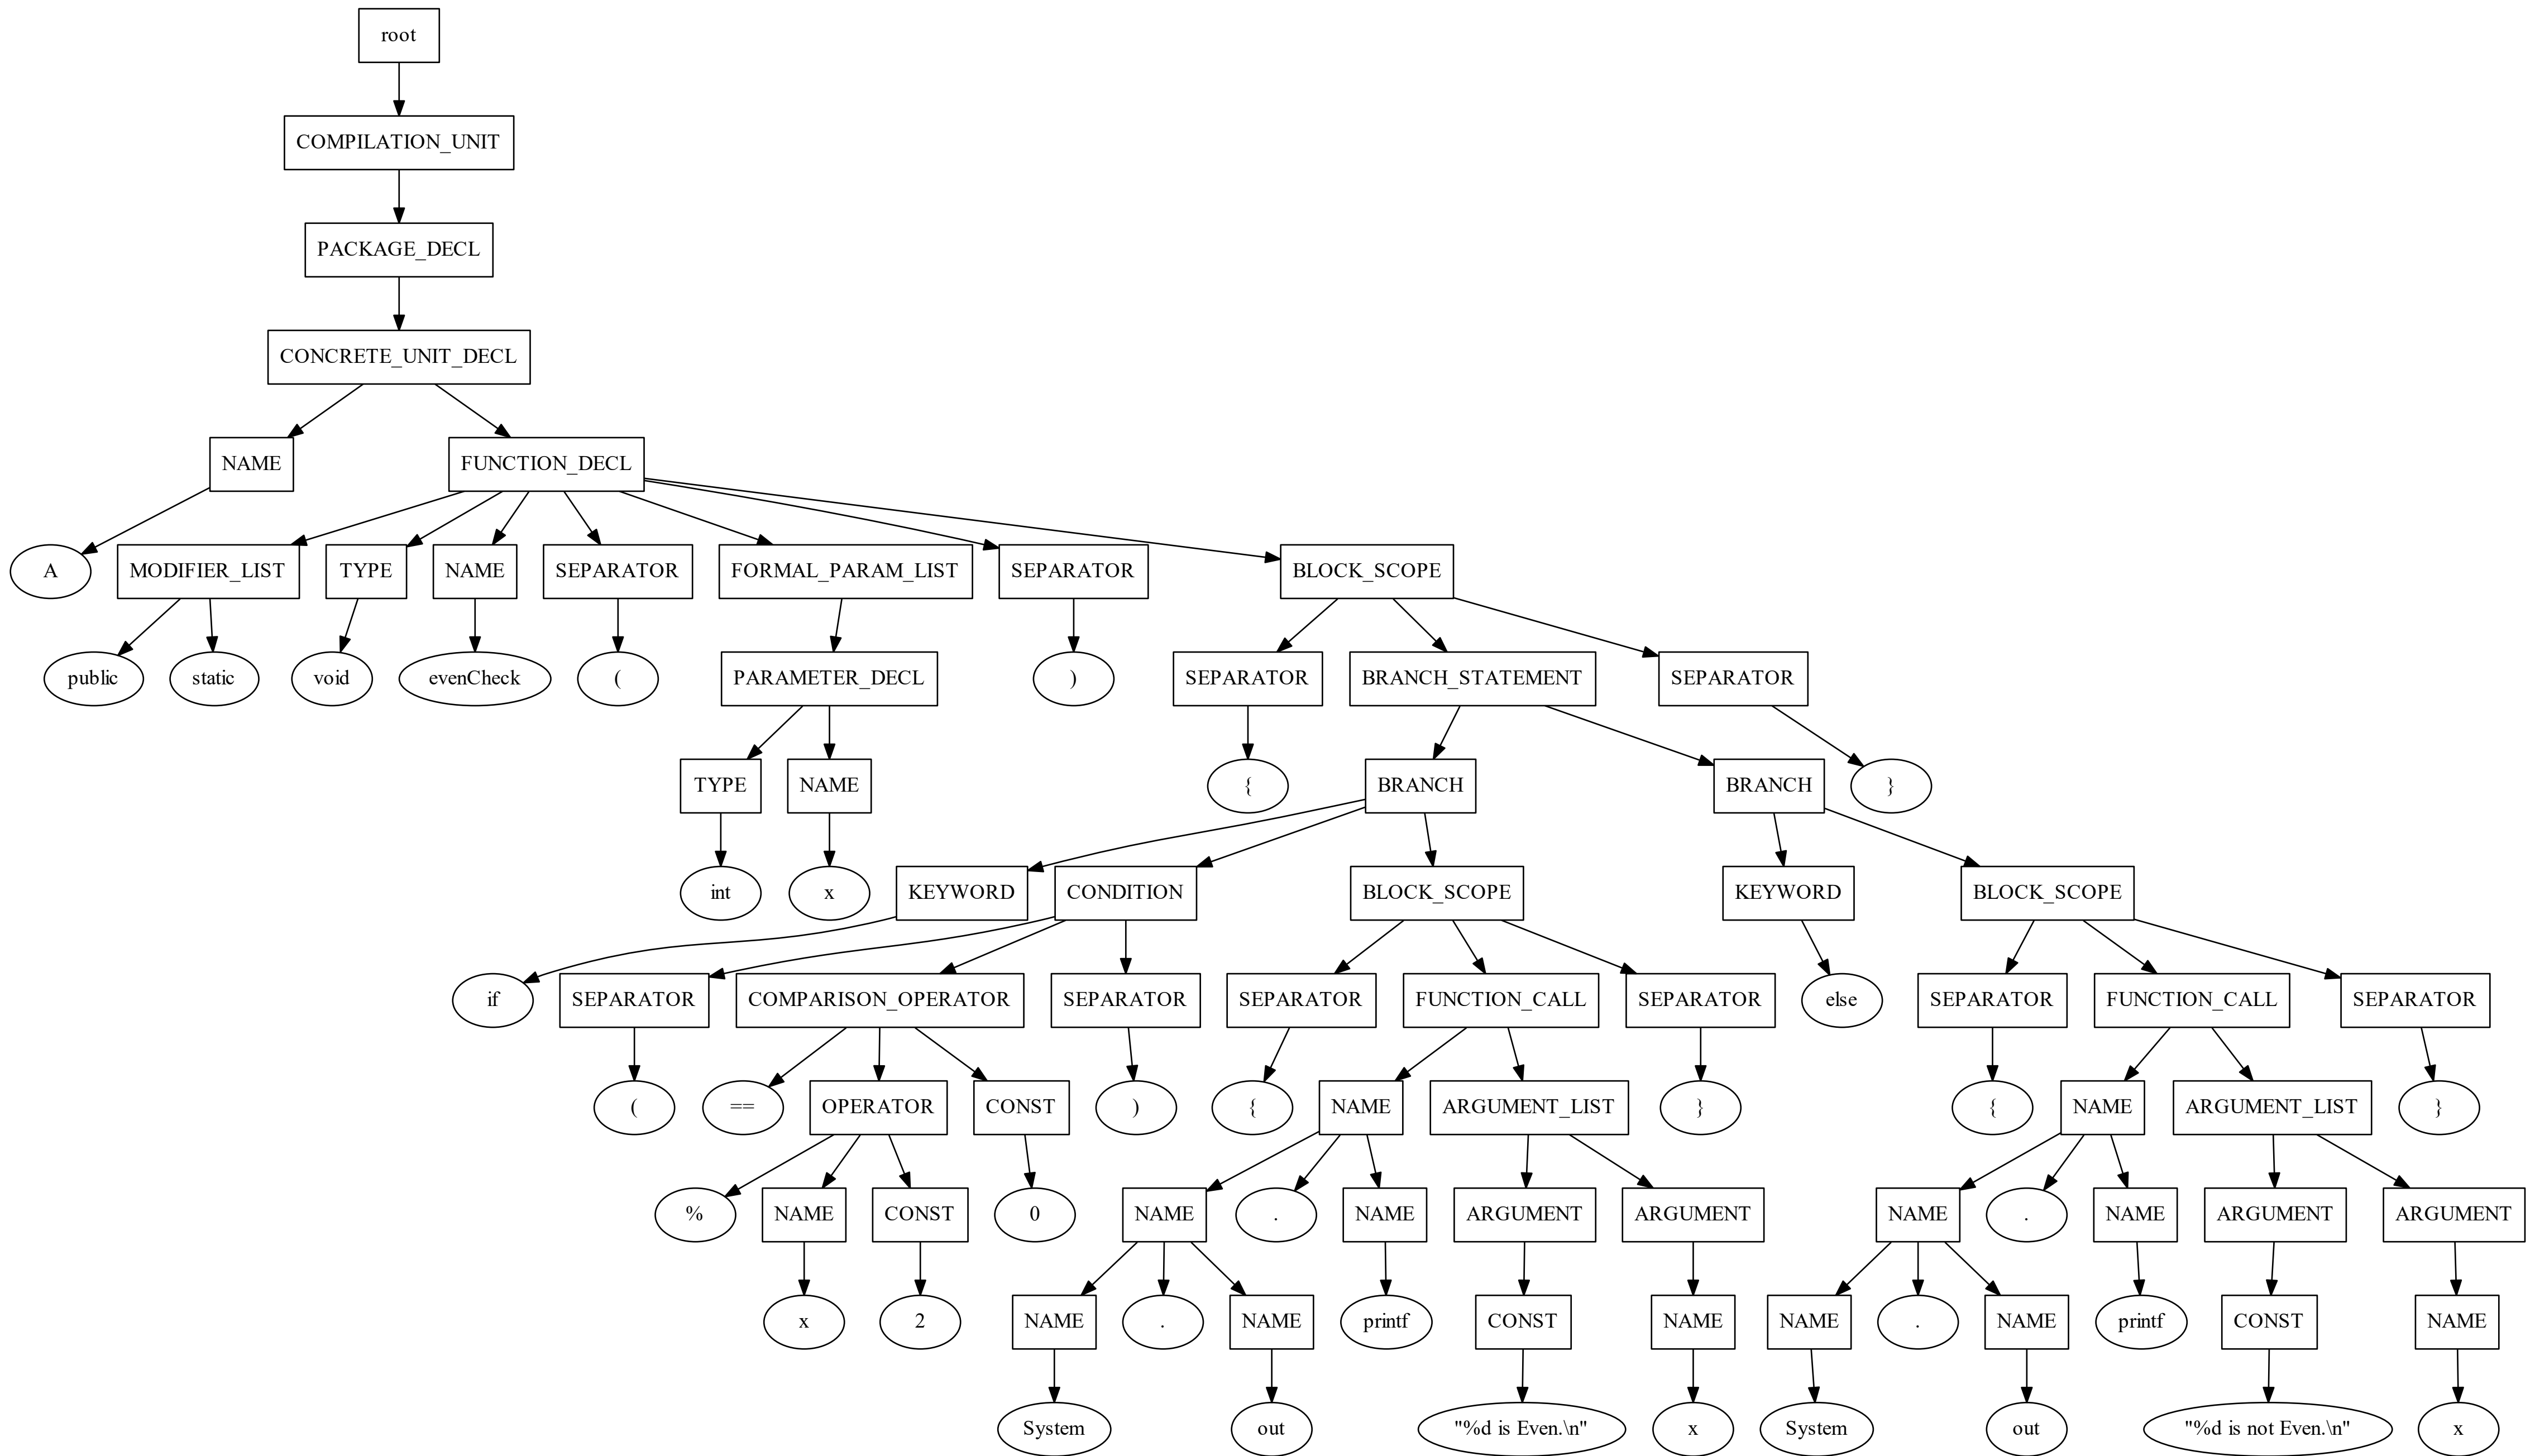 root
COMPILATION_UNIT
PACKAGE_DECL
CONCRETE_UNIT_DECL
NAME
FUNCTION_DECL
A
MODIFIER_LIST
TYPE
NAME
SEPARATOR
FORMAL_PARAM_LIST
SEPARATOR
BLOCK_SCOPE
public
static
void
evenCheck
(
PARAMETER_DECL
)
SEPARATOR
BRANCH_STATEMENT
SEPARATOR
TYPE
NAME
{
BRANCH
BRANCH
}
int
x
KEYWORD
CONDITION
BLOCK_SCOPE
KEYWORD
BLOCK_SCOPE
if
SEPARATOR
COMPARISON_OPERATOR
SEPARATOR
SEPARATOR
FUNCTION_CALL
SEPARATOR
else
SEPARATOR
FUNCTION_CALL
SEPARATOR
(
==
OPERATOR
CONST
)
{
NAME
ARGUMENT_LIST
}
{
NAME
ARGUMENT_LIST
}
%
NAME
CONST
0
NAME
.
NAME
ARGUMENT
ARGUMENT
NAME
.
NAME
ARGUMENT
ARGUMENT
x
2
NAME
.
NAME
printf
CONST
NAME
NAME
.
NAME
printf
CONST
NAME
System
out
"%d is Even.\n"
x
System
out
"%d is not Even.\n"
x